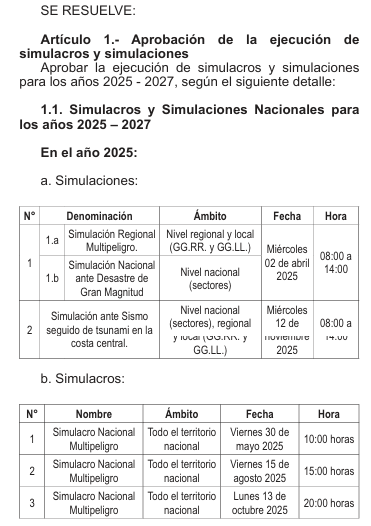 SE RESUELVE:
Artículo 1.- Aprobación de la ejecución de
simulacros y simulaciones
Aprobar la ejecución de simulacros y simulaciones
para los años 2025 - 2027, según el siguiente detalle:
1.1. Simulacros y Simulaciones Nacionales para
los años 2025 – 2027
En el año 2025:
a. Simulaciones:
N° Denominación Ámbito Fecha Hora
1 1.a Simulación Regional Multipeligro. Nivel regional y local (GG.RR. y GG.LL.) Miércoles 02 de abril 2025 08:00 a 14:00
1.b Simulación Nacional ante Desastre de Gran Magnitud Nivel nacional (sectores)
2 Simulación ante Sismo seguido de tsunami en la costa central. Nivel nacional (sectores), regional y local (GG.RR. y GG.LL.) Miércoles 12 de noviembre 2025 08:00 a 14:00
b. Simulacros:
N° Nombre Ámbito Fecha Hora
1 Simulacro Nacional Multipeligro Todo el territorio nacional Viernes 30 de mayo 2025 10:00 horas
2 Simulacro Nacional Multipeligro Todo el territorio nacional Viernes 15 de agosto 2025 15:00 horas
3 Simulacro Nacional Multipeligro Todo el territorio nacional Lunes 13 de octubre 2025 20:00 horas